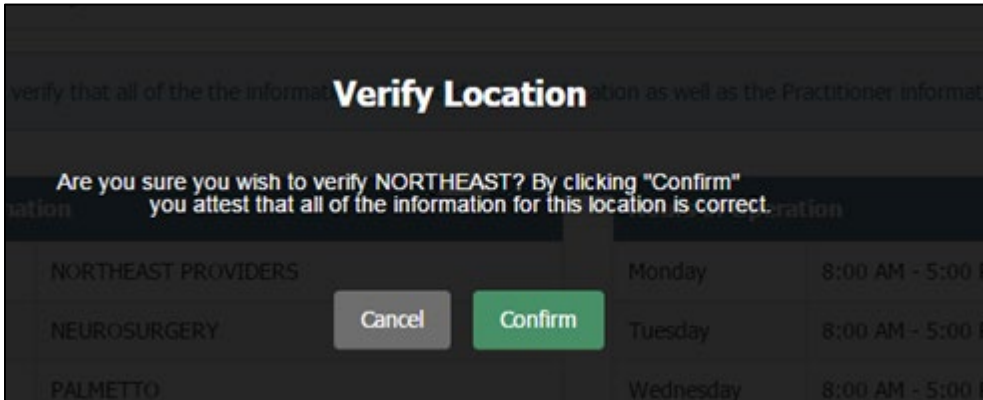 verify that all of the the informat
Verify Location
ation as well as the Practitioner informat
Are you sure you wish to verify NORTHEAST? By clicking "Confirm"
you attest that all of the information for this location is correct.
NORTHEAST PROVIDERS
Monday
8:00 AM - 5:00
Cancel
Confirm
NEUROSURGERY
Tuesday
8:00 AM - 5:00
PALMETTO
Wednesday
8:00 AM - 5:00